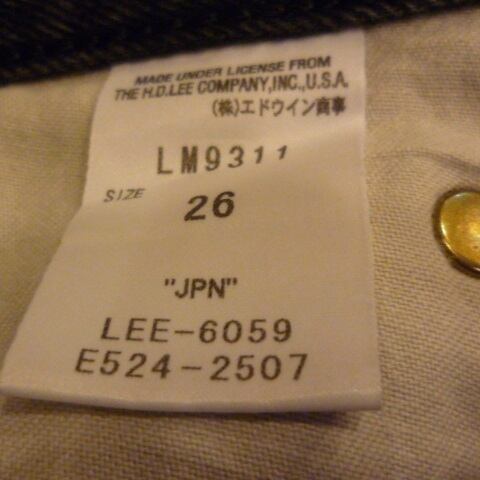 MADE UNDER LICENSE FROM
THE H.D.LEE COMPANY,INC.,U.S.A.
(株)エドウイン商事
LM9311
SIZE 26
"JPN"
LEE-6059
E524-2507